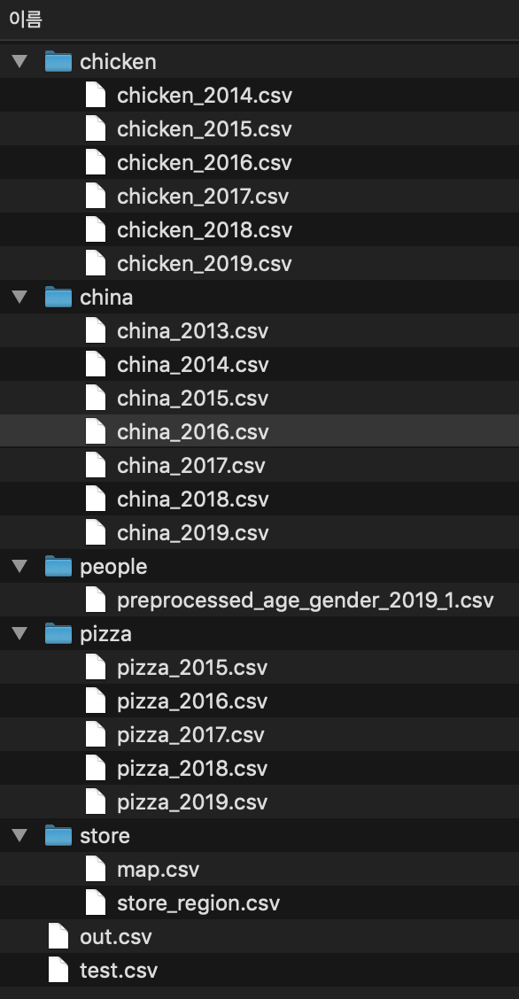 이름
chicken
chicken_2014.csv
chicken_2015.csv
chicken_2016.csv
chicken_2017.csv
chicken_2018.csv
chicken_2019.csv
china
china_2013.csv
china_2014.csv
china_2015.csv
china_2016.csv
china_2017.csv
china_2018.csv
china_2019.csv
people
preprocessed_age_gender_2019_1.csv
pizza
pizza_2015.csv
pizza_2016.csv
pizza_2017.csv
pizza_2018.csv
pizza_2019.csv
store
map.csv
store_region.csv
out.csv
test.csv